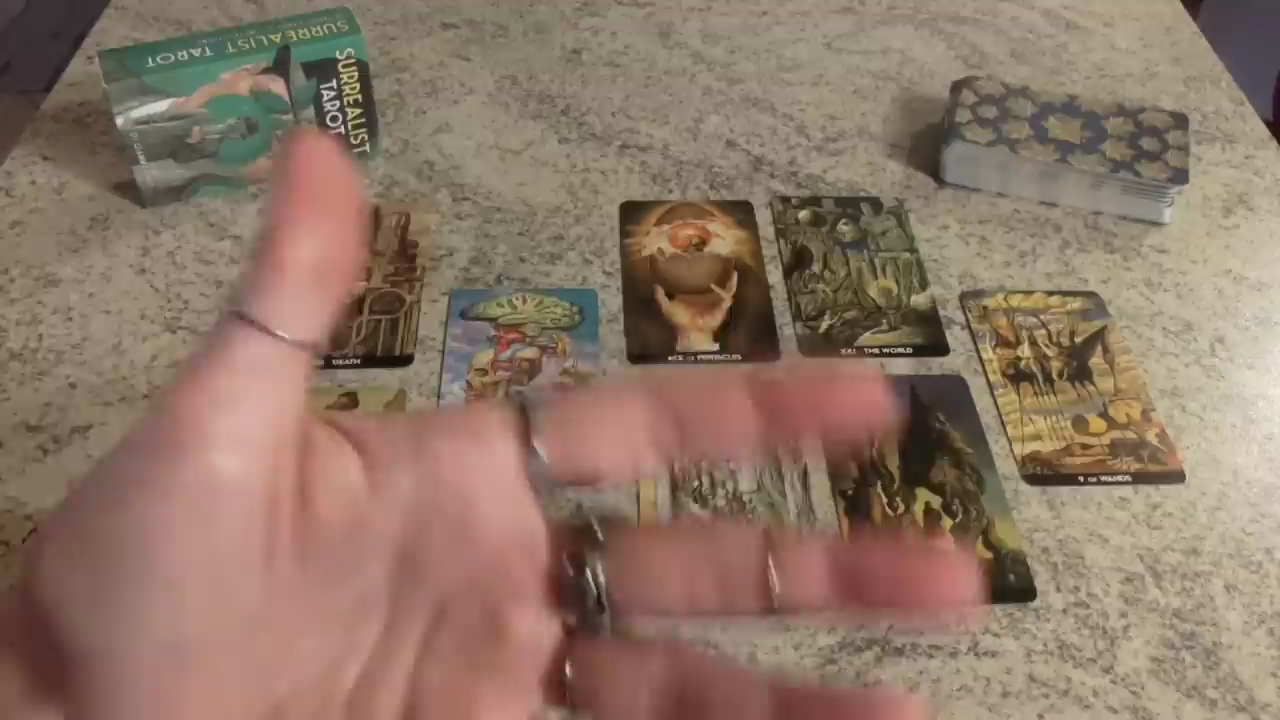 SURREALIST TAROT
SURREALIST
TAROT
DEATH
ACE OF PENTACLES
XXI THE WORLD
9 OF WANDS